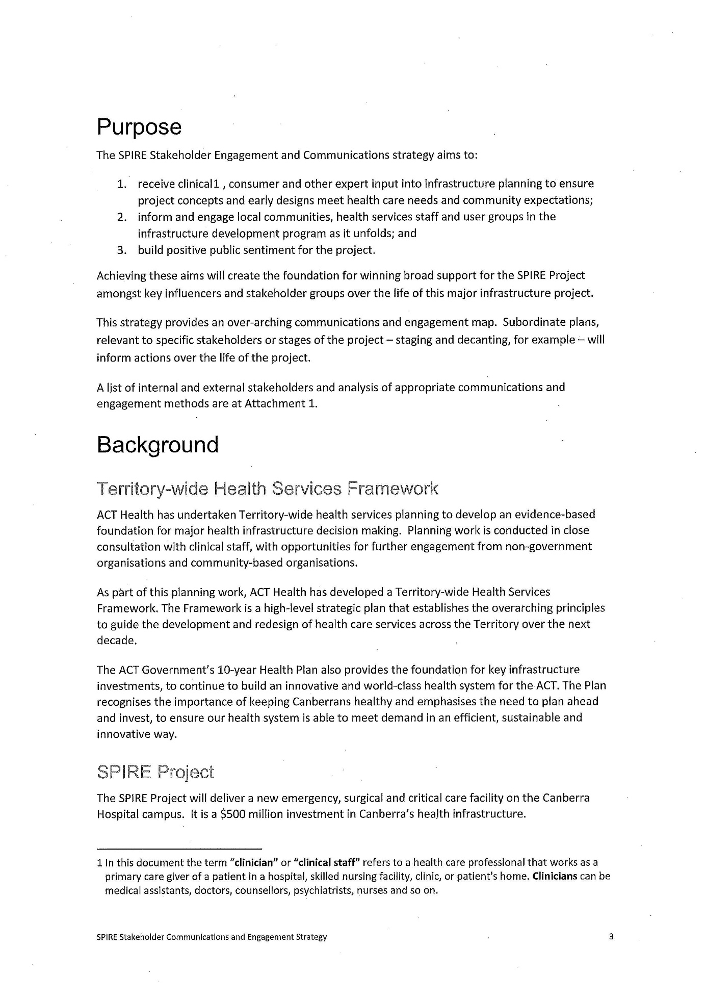 Purpose
The SPIRE Stakeholder Engagement and Communications strategy aims to:
1. receive clinical1 , consumer and other expert input into infrastructure planning to ensure
project concepts and early designs meet health care needs and community expectations;
2. inform and engage local communities, health services staff and user groups in the
infrastructure development program as it unfolds; and
3. build positive public sentiment for the project.
Achieving these aims will create the foundation for winning broad support for the SPIRE Project
amongst key influencers and stakeholder groups over the life of this major infrastructure project.
This strategy provides an over-arching communications and engagement map. Subordinate plans,
relevant to specific stakeholders or stages of the project – staging and decanting, for example – will
inform actions over the life of the project.
A list of internal and external stakeholders and analysis of appropriate communications and
engagement methods are at Attachment 1.
Background
Territory-wide Health Services Framework
ACT Health has undertaken Territory-wide health services planning to develop an evidence-based
foundation for major health infrastructure decision making. Planning work is conducted in close
consultation with clinical staff, with opportunities for further engagement from non-government
organisations and community-based organisations.
As part of this planning work, ACT Health has developed a Territory-wide Health Services
Framework. The Framework is a high-level strategic plan that establishes the overarching principles
to guide the development and redesign of health care services across the Territory over the next
decade.
The ACT Government's 10-year Health Plan also provides the foundation for key infrastructure
investments, to continue to build an innovative and world-class health system for the ACT. The Plan
recognises the importance of keeping Canberrans healthy and emphasises the need to plan ahead
and invest, to ensure our health system is able to meet demand in an efficient, sustainable and
innovative way.
SPIRE Project
The SPIRE Project will deliver a new emergency, surgical and critical care facility on the Canberra
Hospital campus. It is a $500 million investment in Canberra's health infrastructure.
1 In this document the term "clinician" or "clinical staff" refers to a health care professional that works as a
primary care giver of a patient in a hospital, skilled nursing facility, clinic, or patient's home. Clinicians can be
medical assistants, doctors, counsellors, psychiatrists, nurses and so on.
SPIRE Stakeholder Communications and Engagement Strategy 3